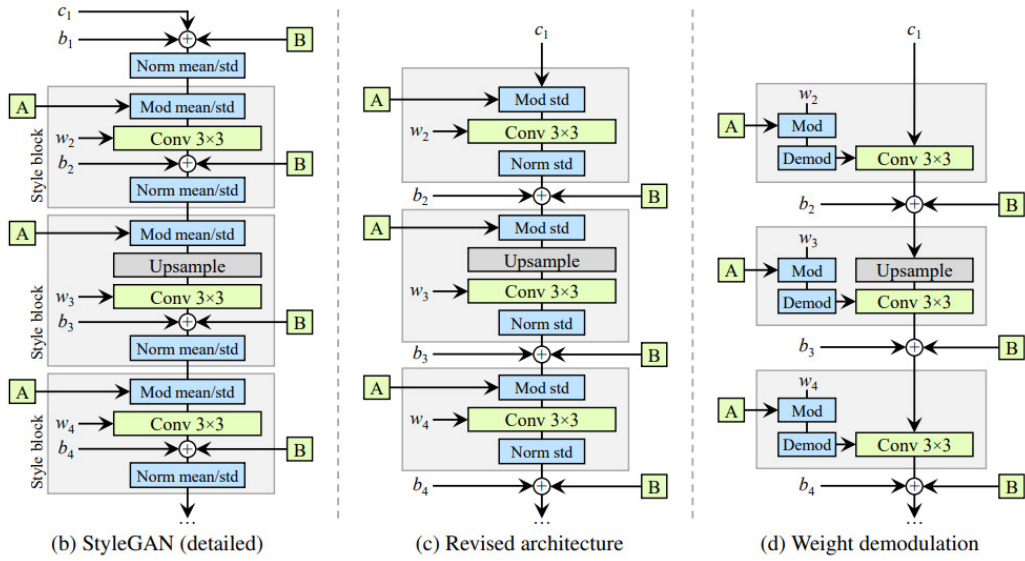 c₁
b₁
B
Norm mean/std
A
Mod mean/std
w₂
Conv 3×3
b₂
B
Norm mean/std
Style block
A
Mod mean/std
Upsample
w₃
Conv 3×3
b₃
B
Norm mean/std
Style block
A
Mod mean/std
w₄
Conv 3×3
b₄
B
Norm mean/std
Style block
...
(b) StyleGAN (detailed)
c₁
A
Mod std
w₂
Conv 3×3
Norm std
b₂
B
A
Mod std
Upsample
w₃
Conv 3×3
Norm std
b₃
B
A
Mod std
w₄
Conv 3×3
Norm std
b₄
B
...
(c) Revised architecture
c₁
w₂
A
Mod
Demod
Conv 3×3
b₂
B
w₃
A
Mod
Upsample
Demod
Conv 3×3
b₃
B
w₄
A
Mod
Demod
Conv 3×3
b₄
B
...
(d) Weight demodulation